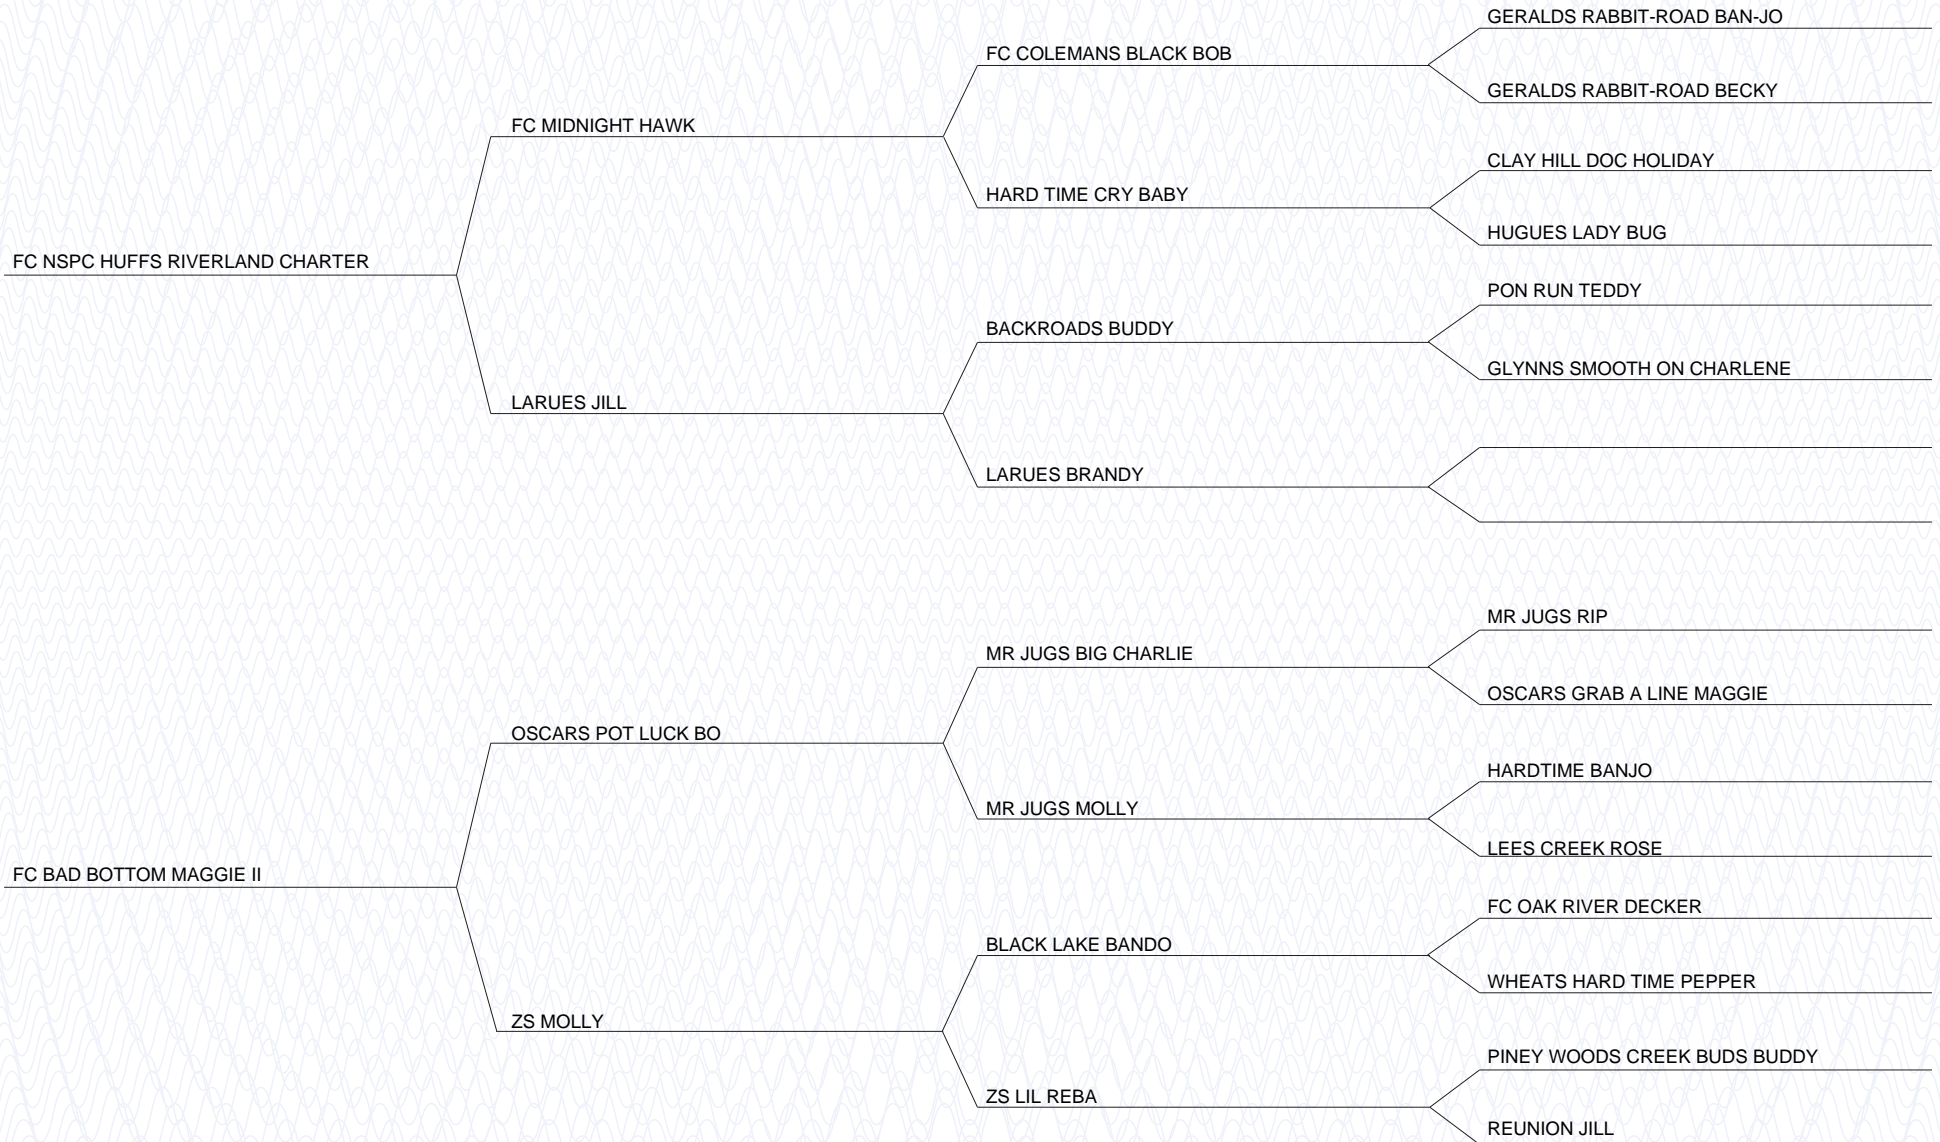 GERALDS RABBIT-ROAD BAN-JO
FC COLEMANS BLACK BOB
GERALDS RABBIT-ROAD BECKY
FC MIDNIGHT HAWK
CLAY HILL DOC HOLIDAY
HARD TIME CRY BABY
HUGUES LADY BUG
FC NSPC HUFFS RIVERLAND CHARTER
PON RUN TEDDY
BACKROADS BUDDY
GLYNNS SMOOTH ON CHARLENE
LARUES JILL
LARUES BRANDY
MR JUGS RIP
MR JUGS BIG CHARLIE
OSCARS GRAB A LINE MAGGIE
OSCARS POT LUCK BO
HARDTIME BANJO
MR JUGS MOLLY
LEES CREEK ROSE
FC BAD BOTTOM MAGGIE II
FC OAK RIVER DECKER
BLACK LAKE BANDO
WHEATS HARD TIME PEPPER
ZS MOLLY
PINEY WOODS CREEK BUDS BUDDY
ZS LIL REBA
REUNION JILL